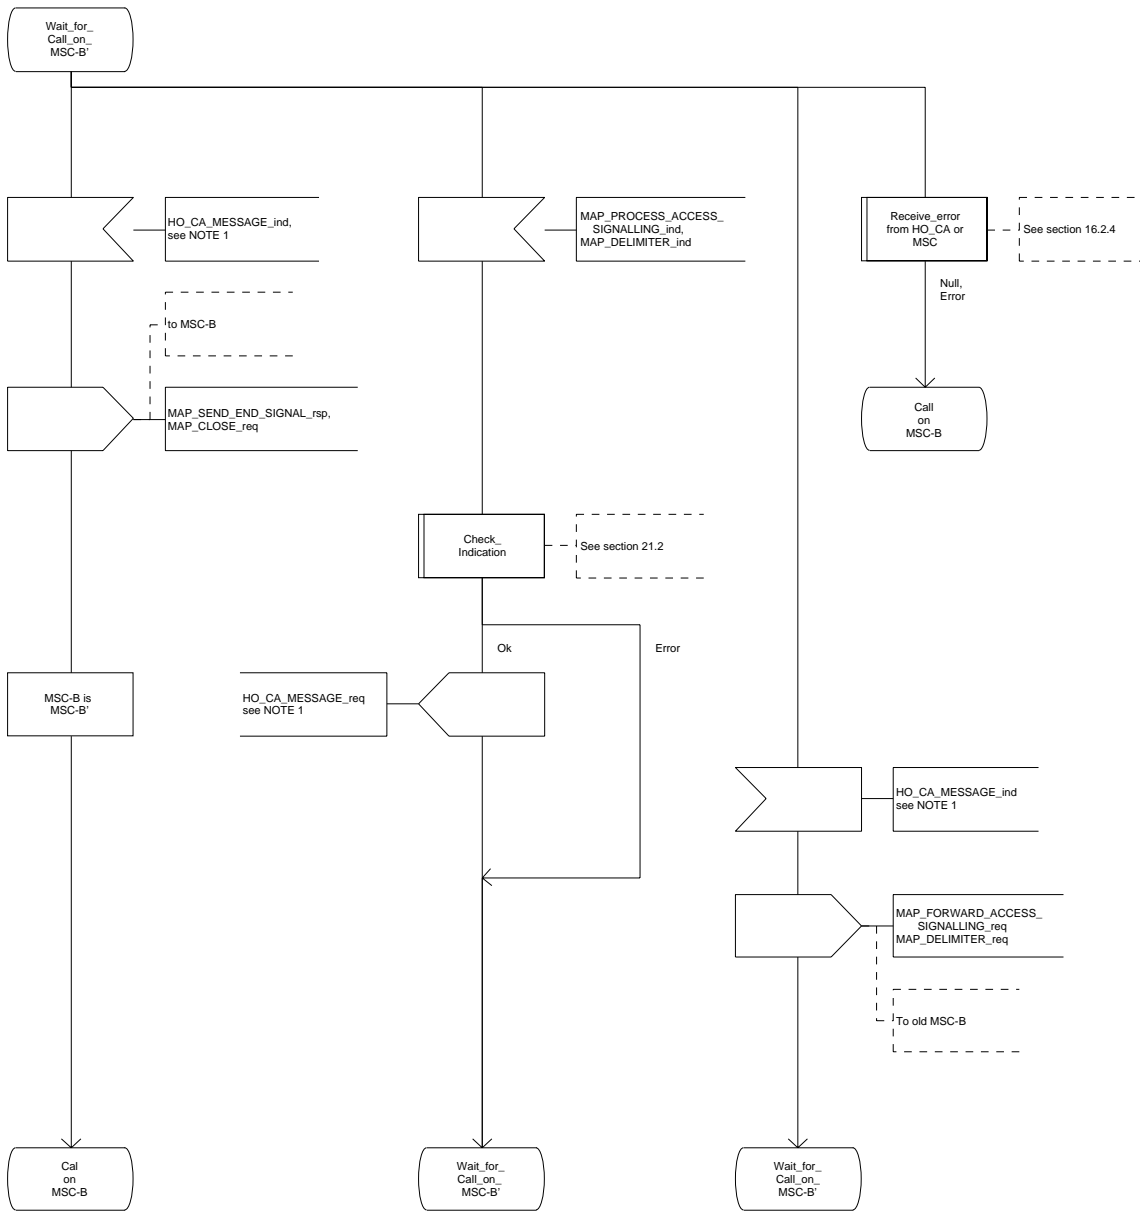 Wait_for_
Call_on_
MSC-B'
HO_CA_MESSAGE_ind,
see NOTE 1
MAP_PROCESS_ACCESS_
SIGNALLING_ind,
MAP_DELIMITER_ind
Receive_error
from HO_CA or
MSC
See section 16.2.4
Null,
Error
to MSC-B
MAP_SEND_END_SIGNAL_rsp,
MAP_CLOSE_req
Call
on
MSC-B
Check_
Indication
See section 21.2
Ok
Error
MSC-B is
MSC-B'
HO_CA_MESSAGE_req
see NOTE 1
HO_CA_MESSAGE_ind
see NOTE 1
MAP_FORWARD_ACCESS_
SIGNALLING_req
MAP_DELIMITER_req
To old MSC-B
Cal
on
MSC-B
Wait_for_
Call_on_
MSC-B'
Wait_for_
Call_on_
MSC-B'